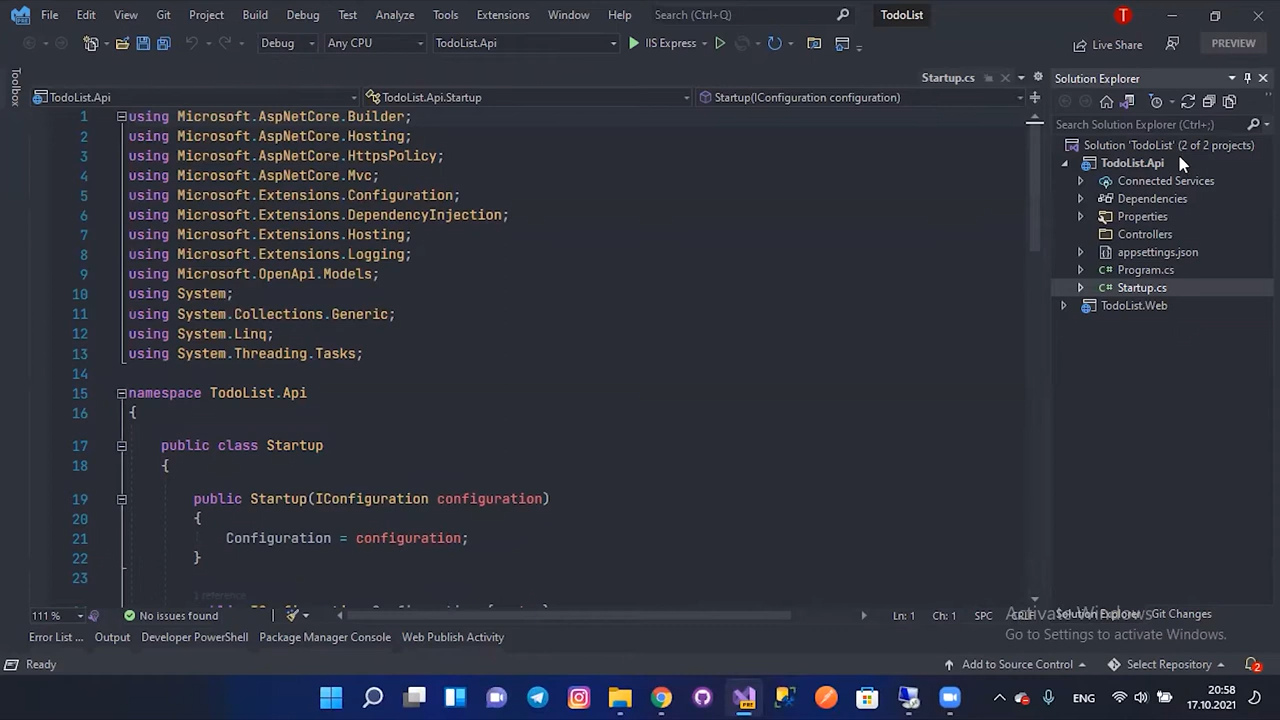 File Edit View Git Project Build Debug Test Analyze Tools Extensions Window Help Search (Ctrl+Q) TodoList T
Debug Any CPU TodoList.Api IIS Express Live Share PREVIEW
Toolbox
Startup.cs
TodoList.Api TodoList.Api.Startup Startup(IConfiguration configuration)
1 using Microsoft.AspNetCore.Builder;
2 using Microsoft.AspNetCore.Hosting;
3 using Microsoft.AspNetCore.HttpsPolicy;
4 using Microsoft.AspNetCore.Mvc;
5 using Microsoft.Extensions.Configuration;
6 using Microsoft.Extensions.DependencyInjection;
7 using Microsoft.Extensions.Hosting;
8 using Microsoft.Extensions.Logging;
9 using Microsoft.OpenApi.Models;
10 using System;
11 using System.Collections.Generic;
12 using System.Linq;
13 using System.Threading.Tasks;
14
15 namespace TodoList.Api
16 {
17 public class Startup
18 {
19 public Startup(IConfiguration configuration)
20 {
21 Configuration = configuration;
22 }
23
1 reference
Solution Explorer
Search Solution Explorer (Ctrl+;)
Solution 'TodoList' (2 of 2 projects)
TodoList.Api
Connected Services
Dependencies
Properties
Controllers
appsettings.json
C# Program.cs
C# Startup.cs
TodoList.Web
111 % No issues found Ln: 1 Ch: 1 SPC CRLF
Solution Explorer Git Changes
Activate Windows
Go to Settings to activate Windows.
Error List ... Output Developer PowerShell Package Manager Console Web Publish Activity
Ready Add to Source Control Select Repository 2
PRE
ENG
20:58
17.10.2021